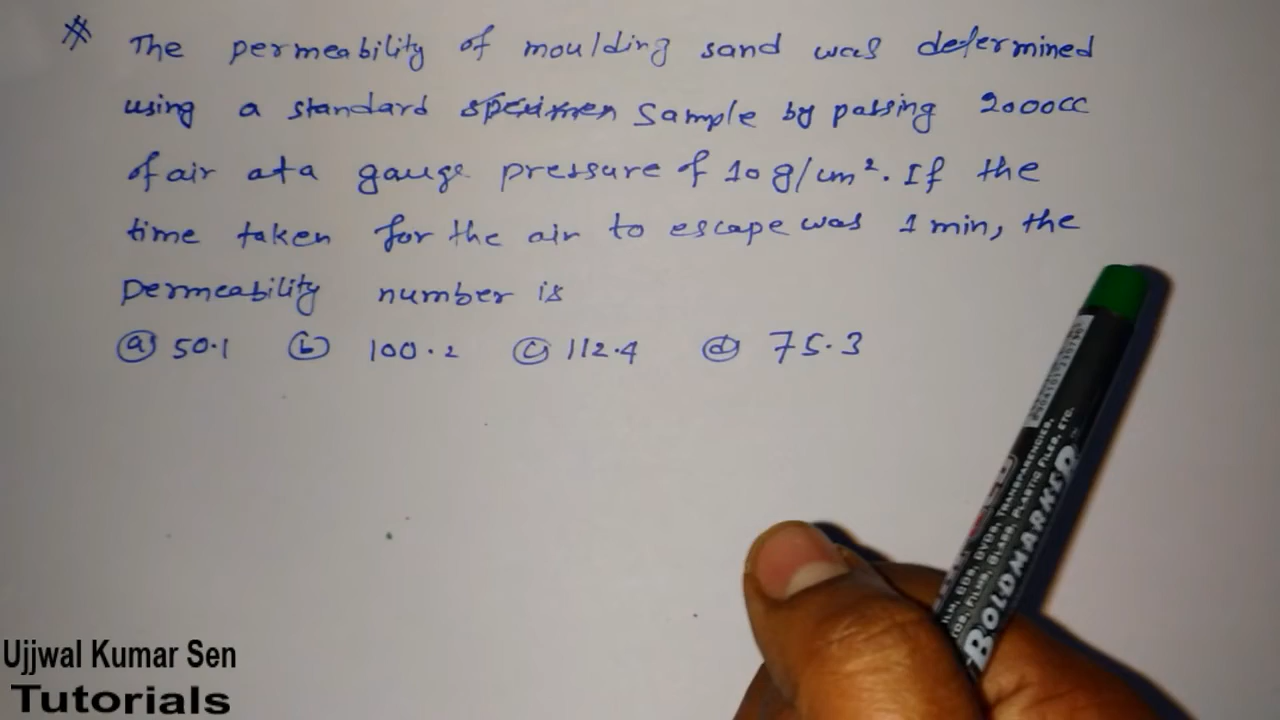 # The permeability of moulding sand was determined
using a standard sample by passing 2000cc
of air at a gauge pressure of 10 g/cm². If the
time taken for the air to escape was 1 min, the
permeability number is
(a) 50.1 (b) 100.2 (c) 112.4 (d) 75.3
BOLDMARKER
Ujjwal Kumar Sen
Tutorials